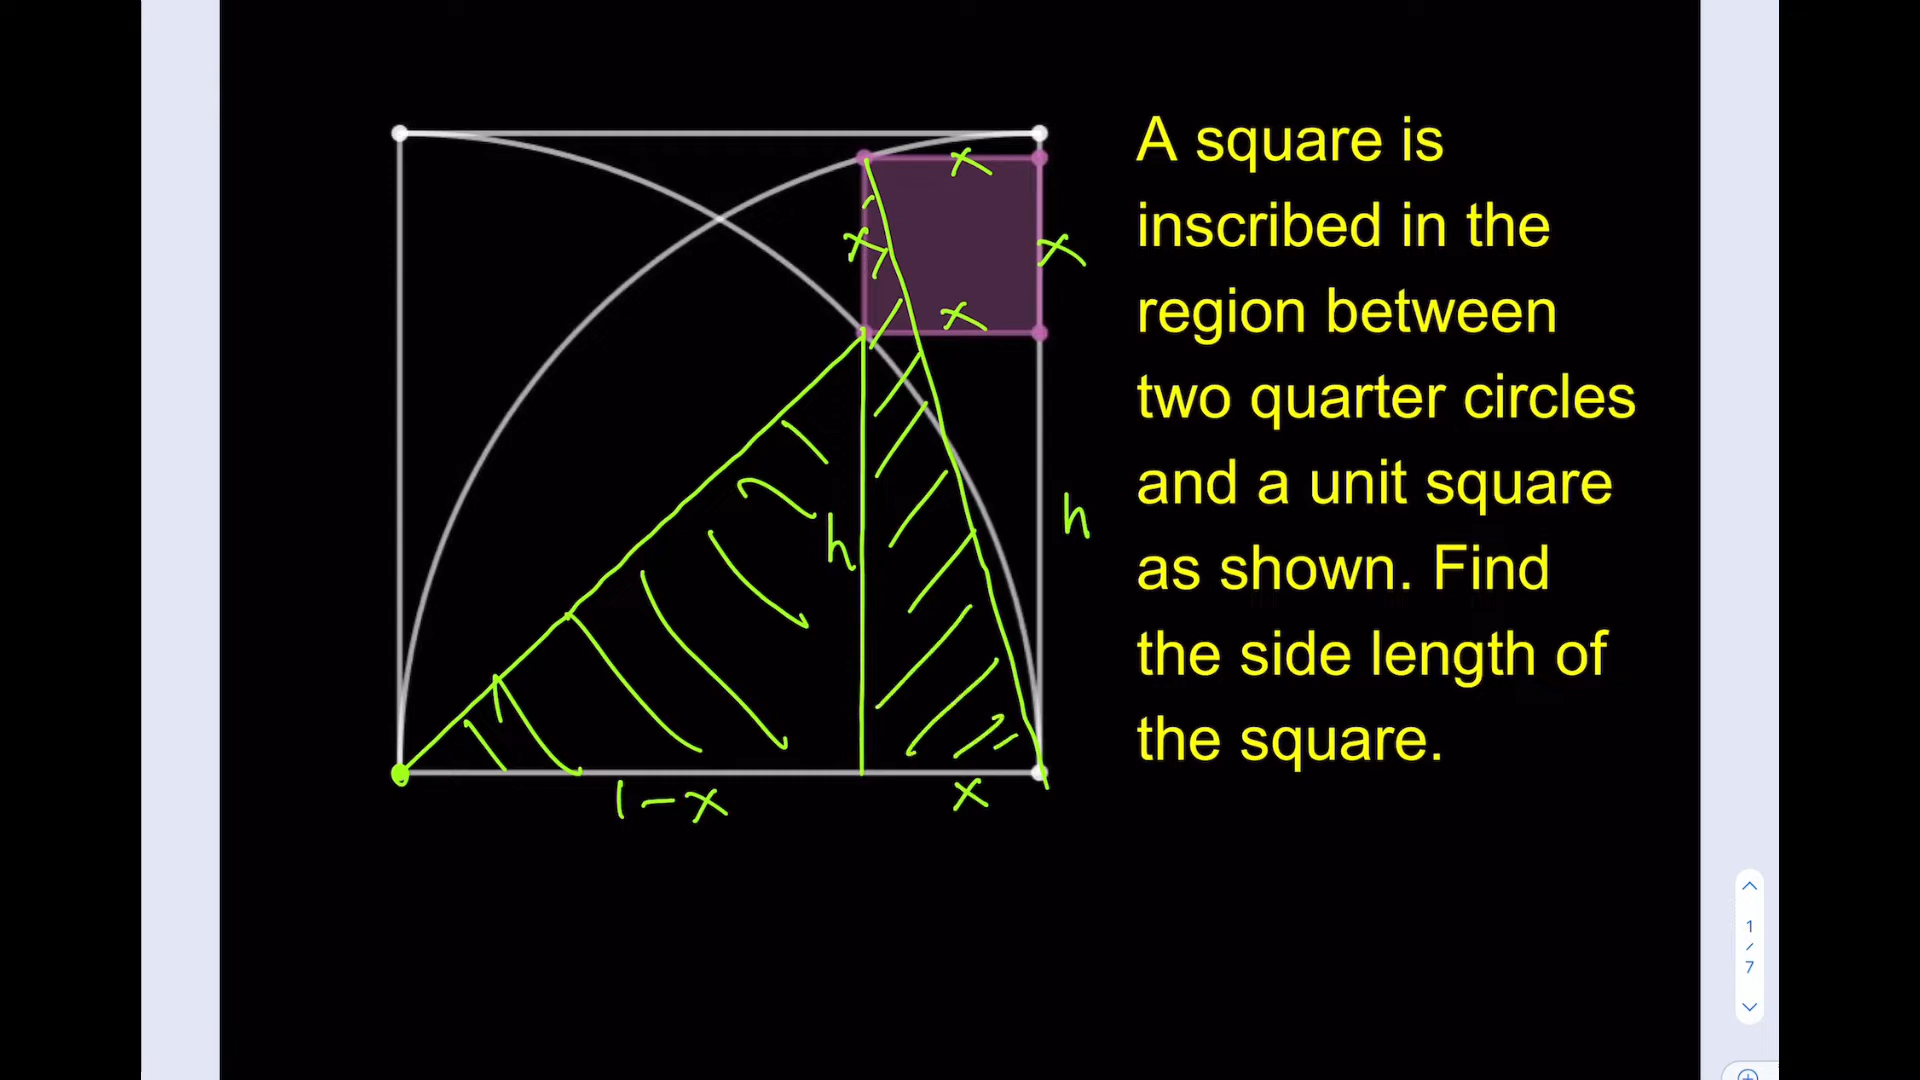 A square is
inscribed in the
region between
two quarter circles
and a unit square
as shown. Find
the side length of
the square.
x
x
x
x
h
h
1-x
x
1
/
7